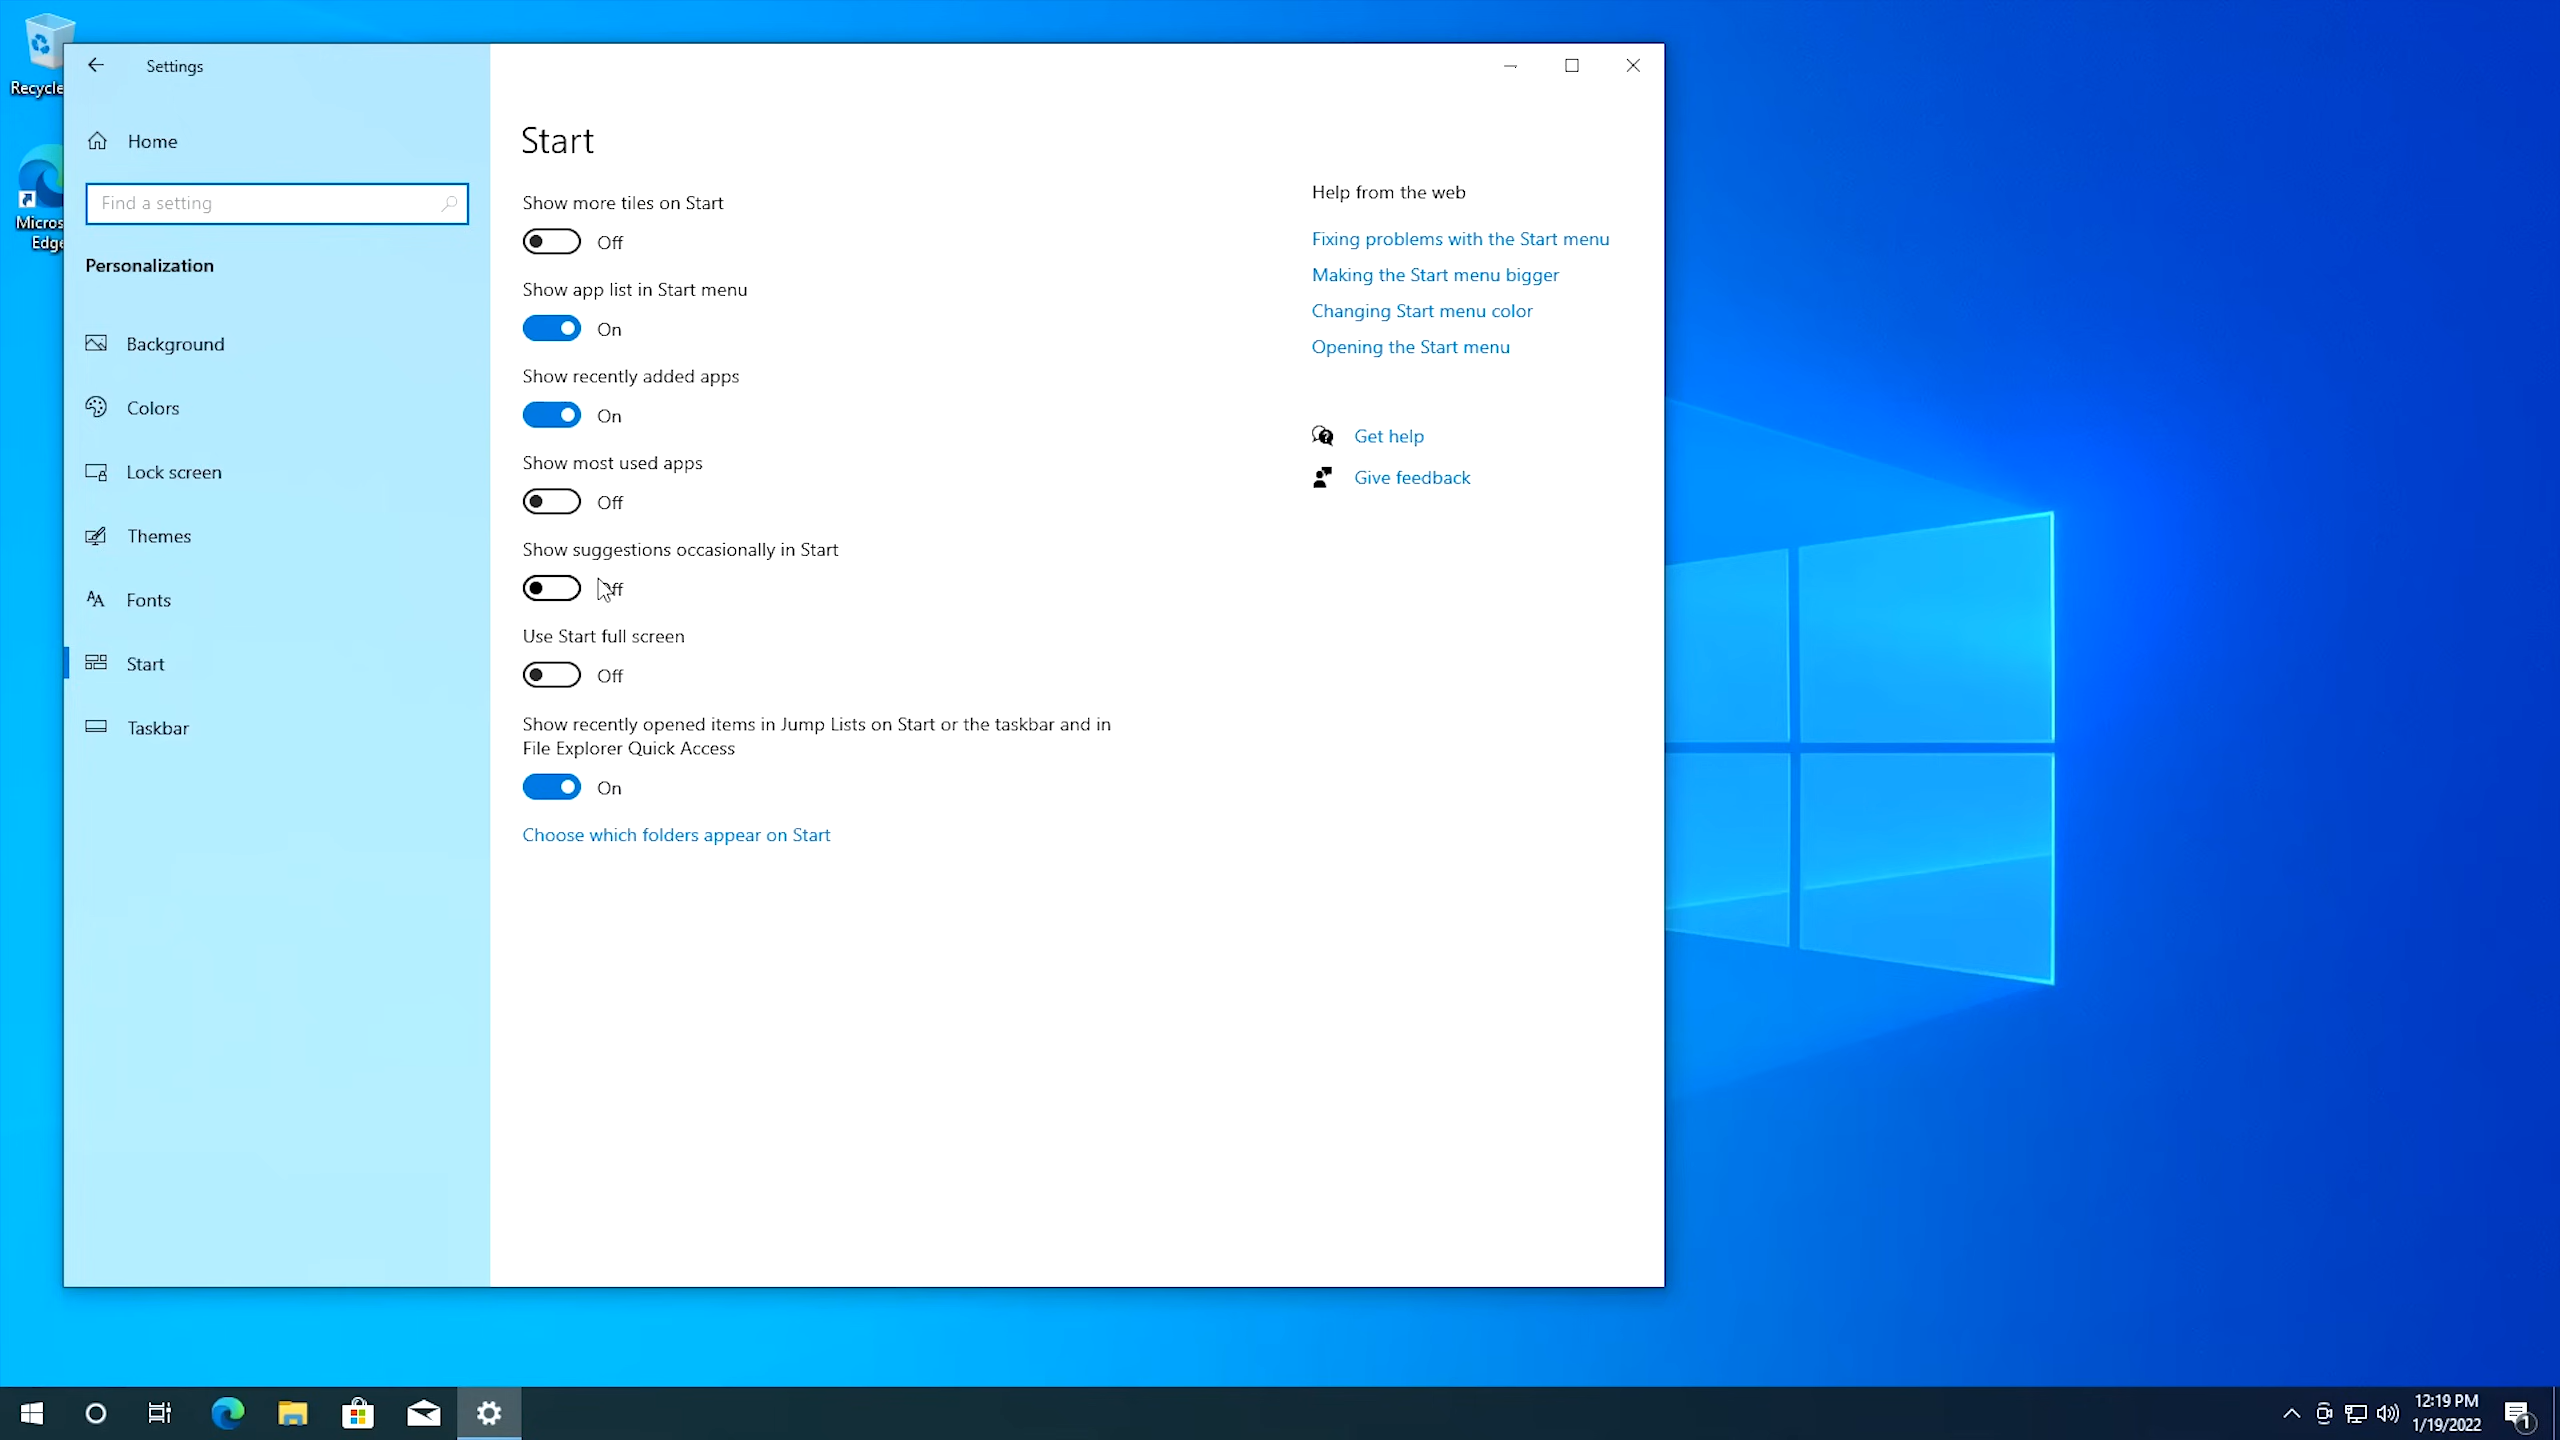 Recycle
Micros
Edge
Settings
Home
Find a setting
Personalization
Background
Colors
Lock screen
Themes
Fonts
Start
Taskbar
Start
Show more tiles on Start
Off
Show app list in Start menu
On
Show recently added apps
On
Show most used apps
Off
Show suggestions occasionally in Start
Off
Use Start full screen
Off
Show recently opened items in Jump Lists on Start or the taskbar and in
File Explorer Quick Access
On
Choose which folders appear on Start
Help from the web
Fixing problems with the Start menu
Making the Start menu bigger
Changing Start menu color
Opening the Start menu
Get help
Give feedback
12:19 PM
1/19/2022
1